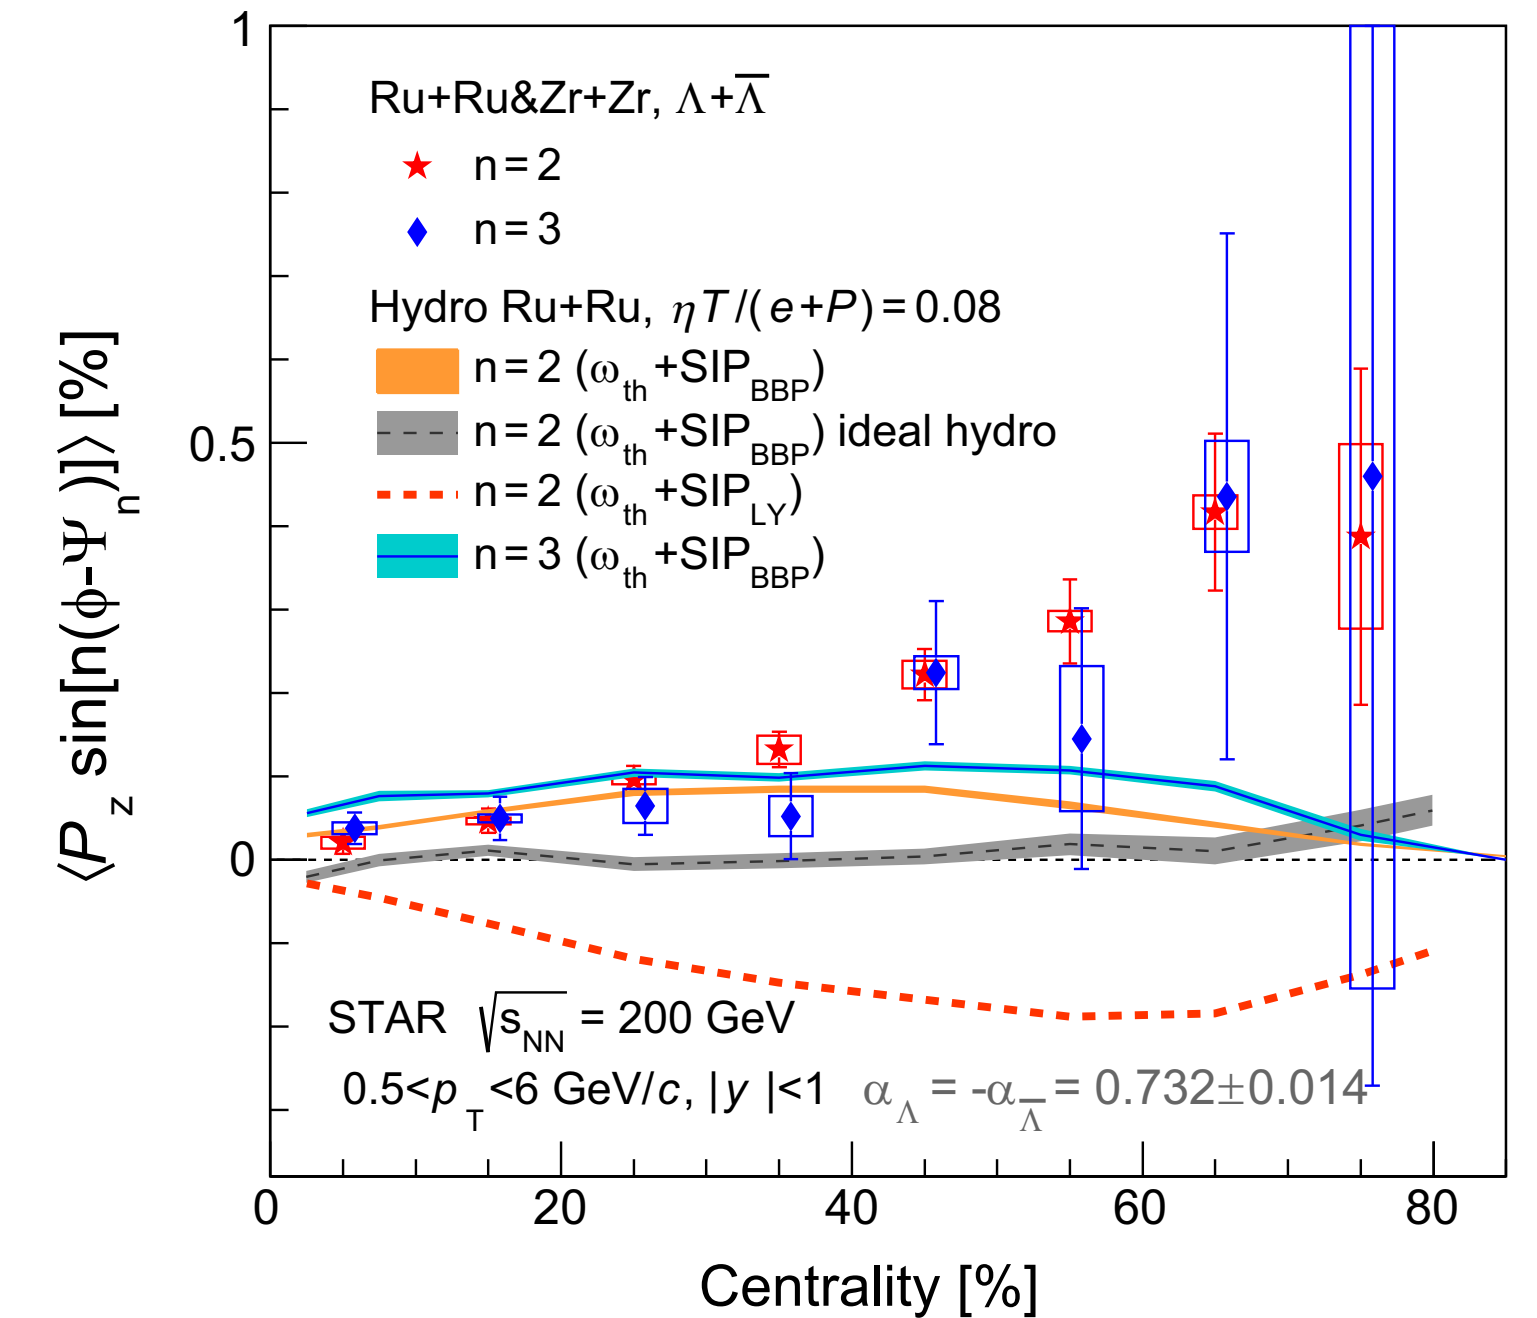 1
Ru+Ru&Zr+Zr, Λ+Λ̅
n=2
n=3
Hydro Ru+Ru, ηT/(e+P)=0.08
n=2 (ω_th+SIP_BBP)
0.5
n=2 (ω_th+SIP_BBP) ideal hydro
n=2 (ω_th+SIP_LY)
n=3 (ω_th+SIP_BBP)
⟨P_z sin[n(ϕ-Ψ_n)]⟩ [%]
0
STAR √s_NN = 200 GeV
0.5<p_T<6 GeV/c, |y|<1 α_Λ = -α_Λ̅ = 0.732±0.014
0 20 40 60 80
Centrality [%]